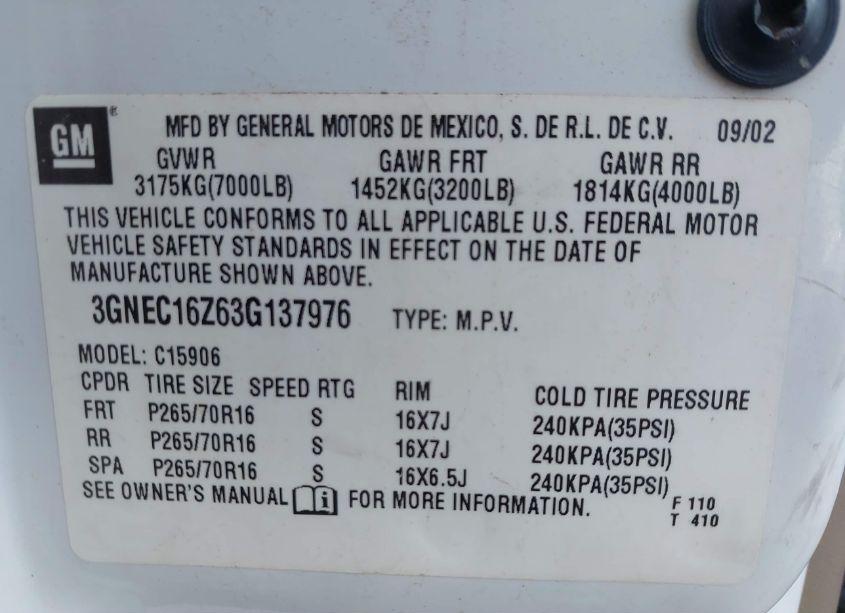 GM®
MFD BY GENERAL MOTORS DE MEXICO, S. DE R.L. DE C.V. 09/02
GVWR GAWR FRT GAWR RR
3175KG(7000LB) 1452KG(3200LB) 1814KG(4000LB)
THIS VEHICLE CONFORMS TO ALL APPLICABLE U.S. FEDERAL MOTOR
VEHICLE SAFETY STANDARDS IN EFFECT ON THE DATE OF
MANUFACTURE SHOWN ABOVE.
3GNEC16Z63G137976 TYPE: M.P.V.
MODEL: C15906
CPDR TIRE SIZE SPEED RTG RIM COLD TIRE PRESSURE
FRT P265/70R16 S 16X7J 240KPA(35PSI)
RR P265/70R16 S 16X7J 240KPA(35PSI)
SPA P265/70R16 S 16X6.5J 240KPA(35PSI)
SEE OWNER'S MANUAL i FOR MORE INFORMATION. F 110
T 410